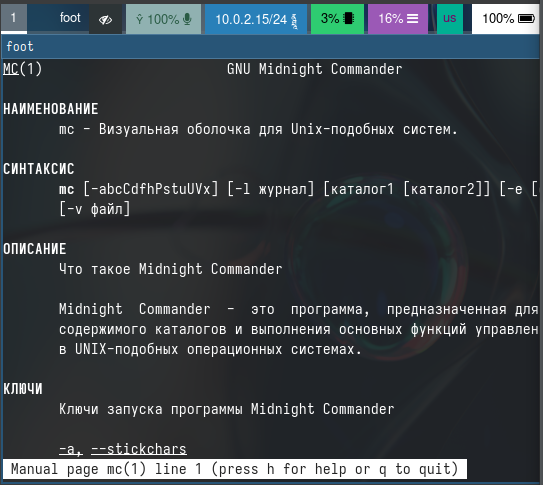 1 foot 100% 10.0.2.15/24 3% 16% us 100%
foot
MC(1) GNU Midnight Commander
НАИМЕНОВАНИЕ
mc - Визуальная оболочка для Unix-подобных систем.
СИНТАКСИС
mc [-abcCdfhPstuUVx] [-l журнал] [каталог1 [каталог2]] [-e [
[-v файл]
ОПИСАНИЕ
Что такое Midnight Commander
Midnight Commander - это программа, предназначенная для
содержимого каталогов и выполнения основных функций управлен
в UNIX-подобных операционных системах.
КЛЮЧИ
Ключи запуска программы Midnight Commander
-a, --stickchars
Manual page mc(1) line 1 (press h for help or q to quit)